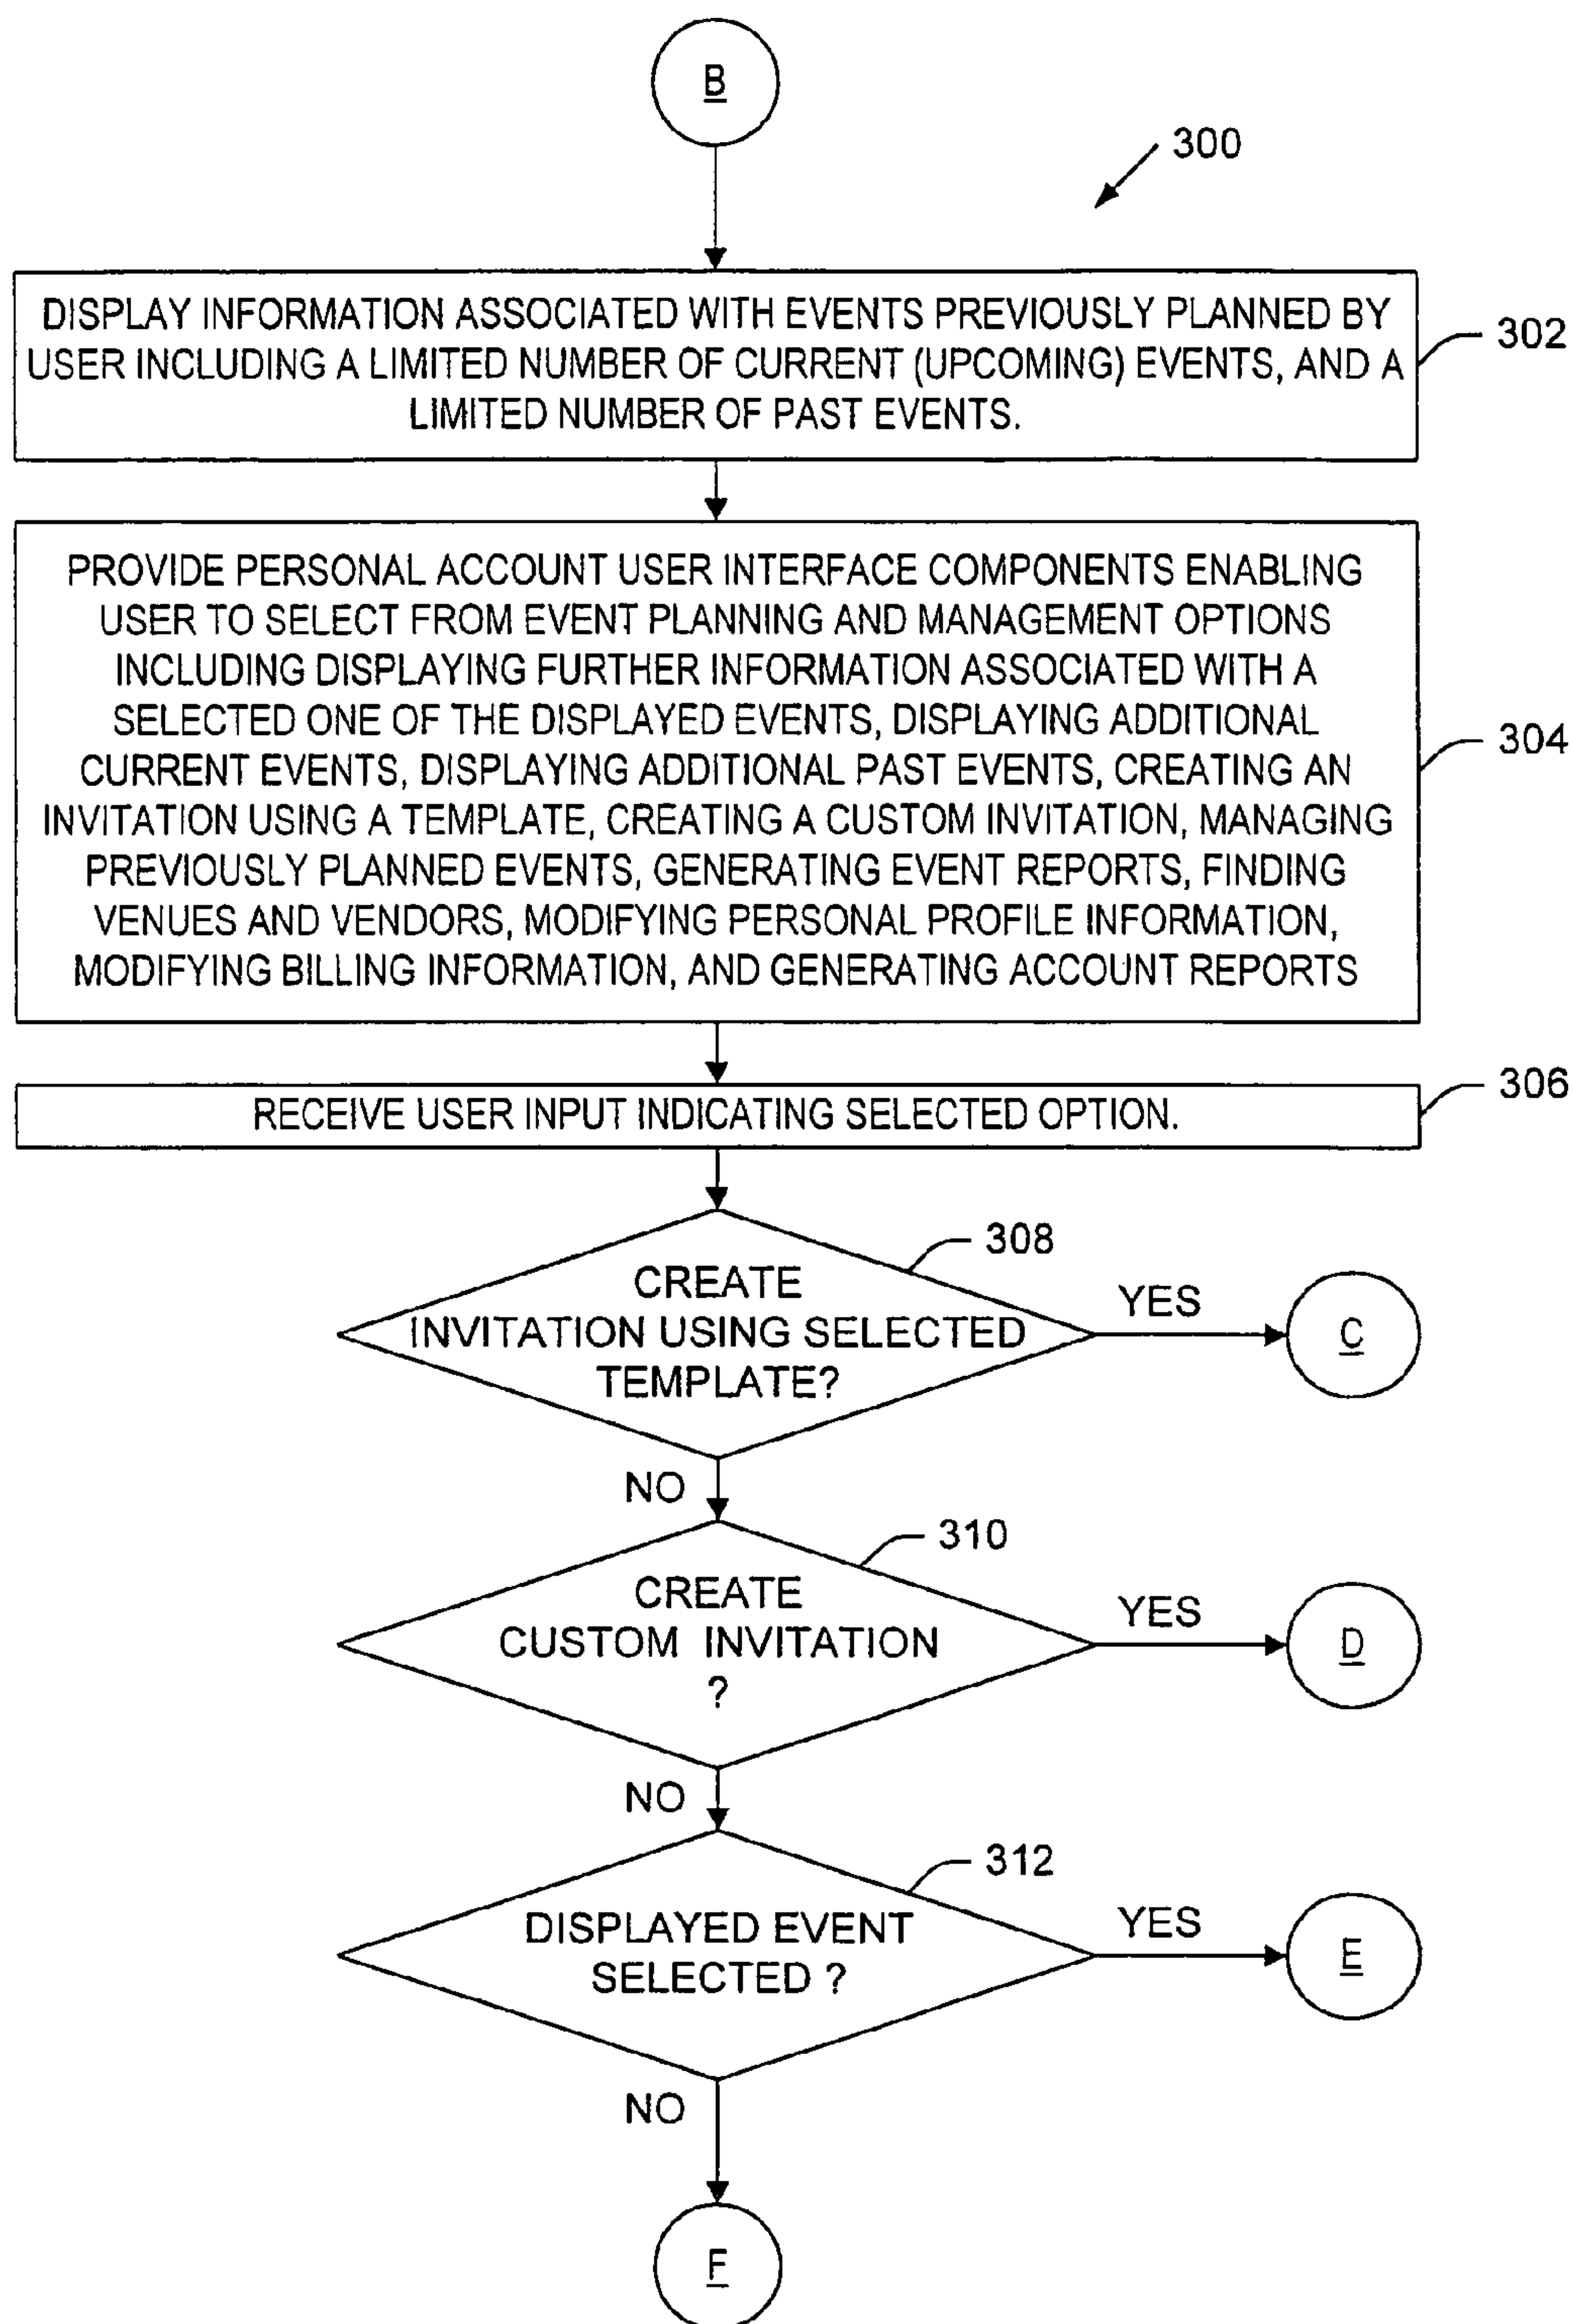 B
300
DISPLAY INFORMATION ASSOCIATED WITH EVENTS PREVIOUSLY PLANNED BY
USER INCLUDING A LIMITED NUMBER OF CURRENT (UPCOMING) EVENTS, AND A
LIMITED NUMBER OF PAST EVENTS.
302
PROVIDE PERSONAL ACCOUNT USER INTERFACE COMPONENTS ENABLING
USER TO SELECT FROM EVENT PLANNING AND MANAGEMENT OPTIONS
INCLUDING DISPLAYING FURTHER INFORMATION ASSOCIATED WITH A
SELECTED ONE OF THE DISPLAYED EVENTS, DISPLAYING ADDITIONAL
CURRENT EVENTS, DISPLAYING ADDITIONAL PAST EVENTS, CREATING AN
INVITATION USING A TEMPLATE, CREATING A CUSTOM INVITATION, MANAGING
PREVIOUSLY PLANNED EVENTS, GENERATING EVENT REPORTS, FINDING
VENUES AND VENDORS, MODIFYING PERSONAL PROFILE INFORMATION,
MODIFYING BILLING INFORMATION, AND GENERATING ACCOUNT REPORTS
304
RECEIVE USER INPUT INDICATING SELECTED OPTION.
306
308
CREATE
INVITATION USING SELECTED
TEMPLATE?
YES
C
NO
310
CREATE
CUSTOM INVITATION
?
YES
D
NO
312
DISPLAYED EVENT
SELECTED ?
YES
E
NO
F